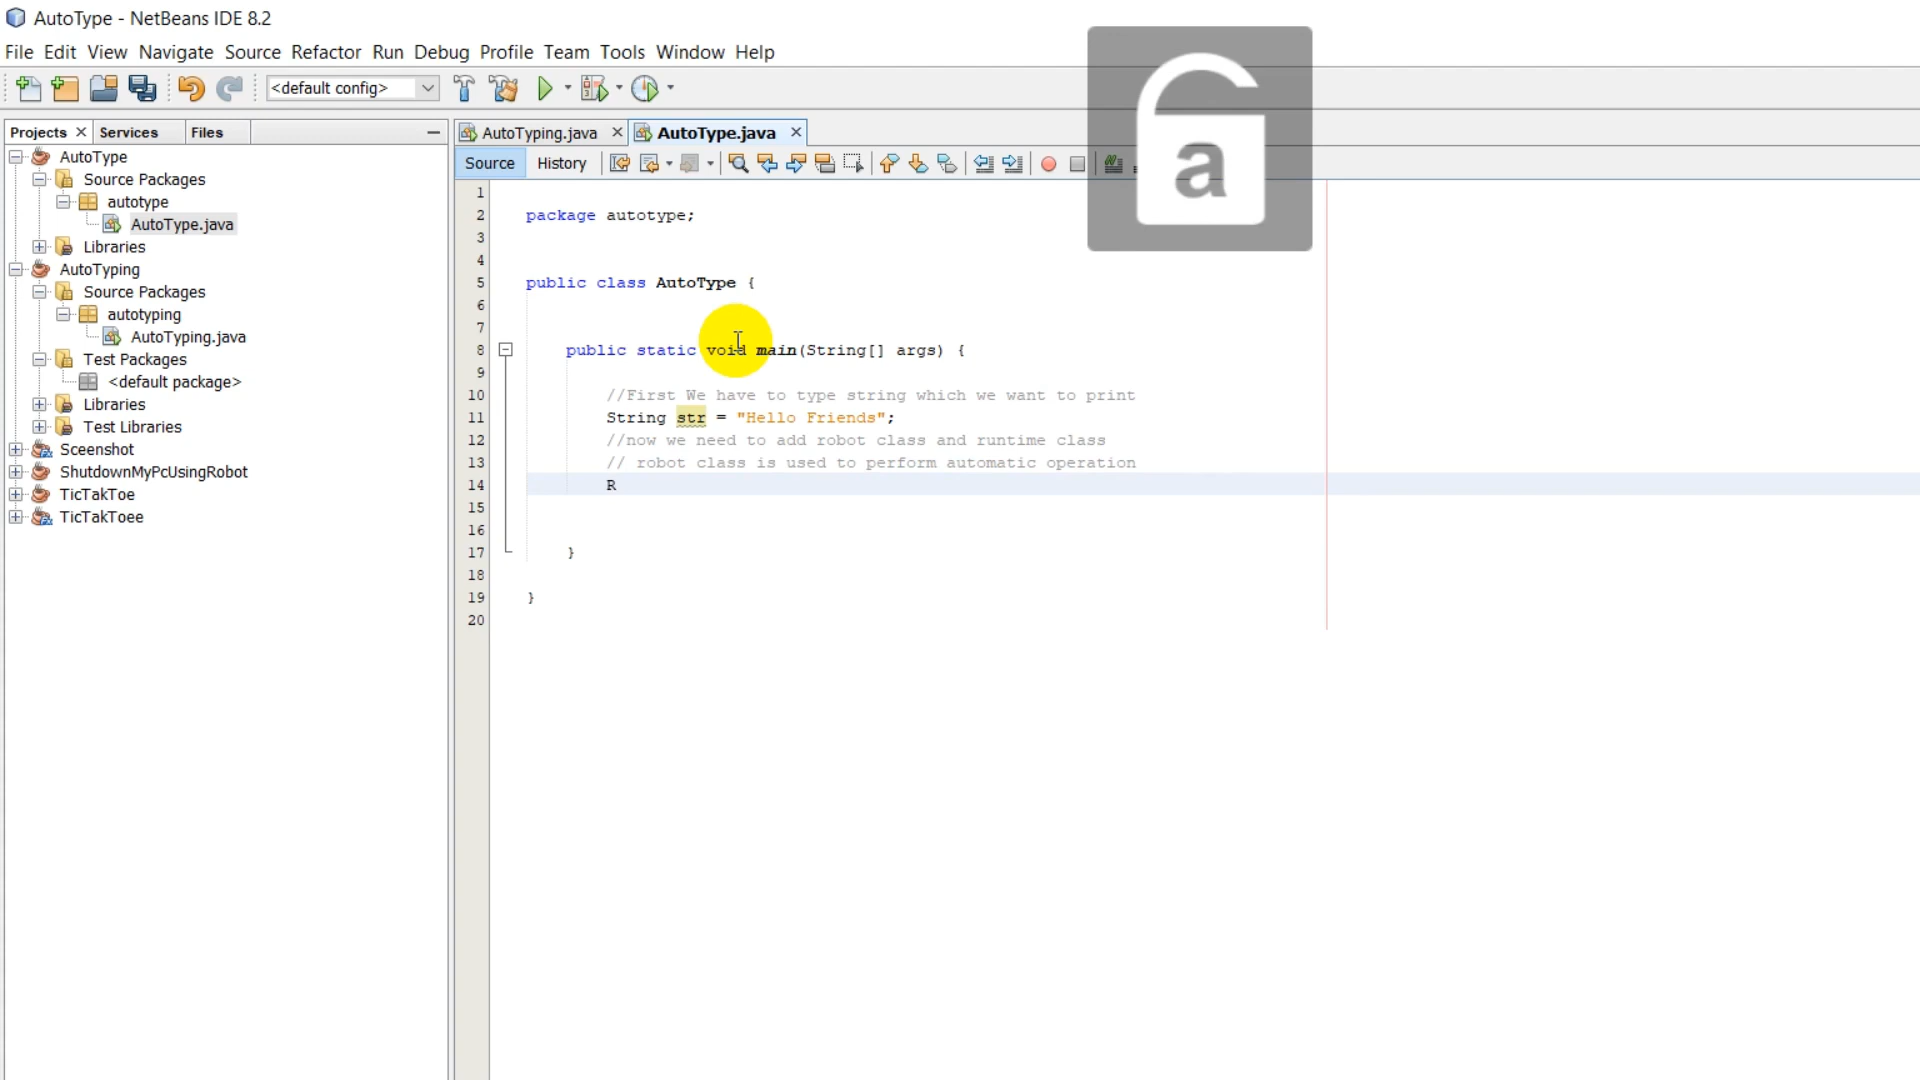 AutoType - NetBeans IDE 8.2
File Edit View Navigate Source Refactor Run Debug Profile Team Tools Window Help
<default config>
Projects Services Files
AutoTyping.java AutoType.java
Source History
AutoType
Source Packages
autotype
AutoType.java
Libraries
AutoTyping
Source Packages
autotyping
AutoTyping.java
Test Packages
<default package>
Libraries
Test Libraries
Sceenshot
ShutdownMyPcUsingRobot
TicTakToe
TicTakToee
a
1
2 package autotype;
3
4
5 public class AutoType {
6
7
8 public static void main(String[] args) {
9
10 //First We have to type string which we want to print
11 String str = "Hello Friends";
12 //now we need to add robot class and runtime class
13 // robot class is used to perform automatic operation
14 R
15
16
17 }
18
19 }
20